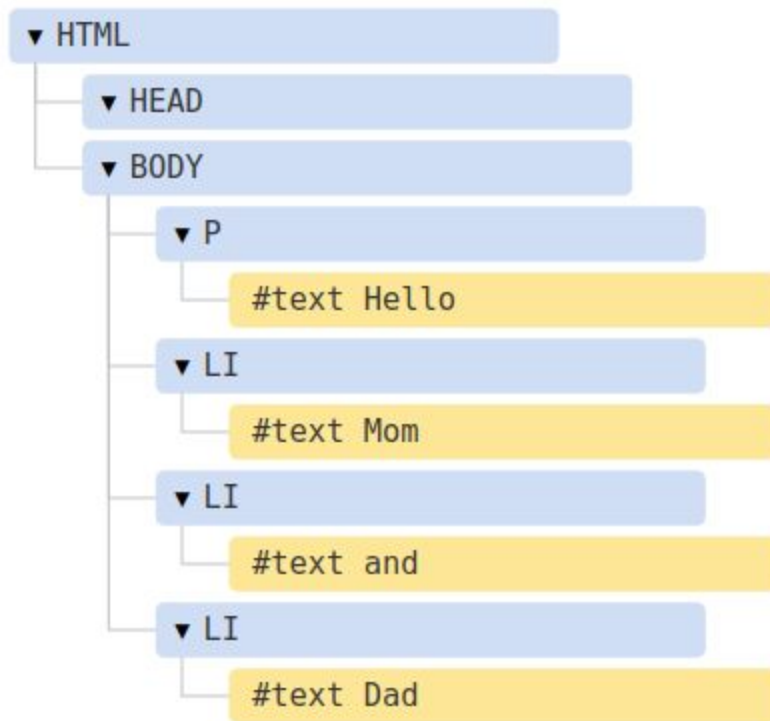 ▼ HTML
▼ HEAD
▼ BODY
▼ P
#text Hello
▼ LI
#text Mom
▼ LI
#text and
▼ LI
#text Dad